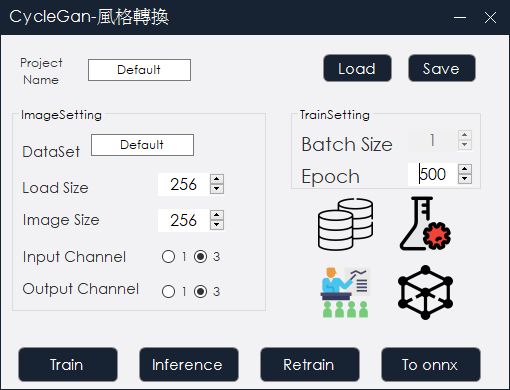 CycleGan-風格轉換
Project
Name
Default
Load
Save
ImageSetting
DataSet
Default
Load Size
256
Image Size
256
Input Channel
1
3
Output Channel
1
3
TrainSetting
Batch Size
1
Epoch
500
Train
Inference
Retrain
To onnx